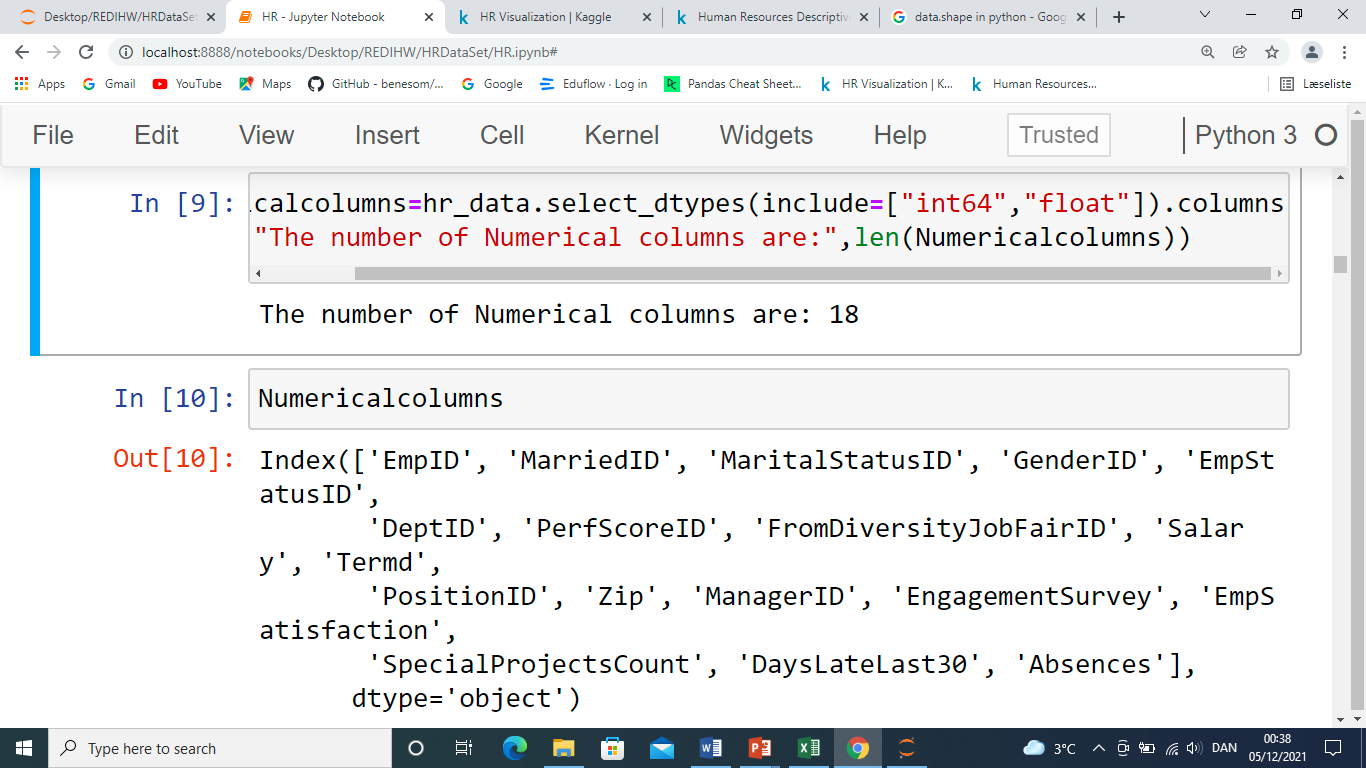 Desktop/REDIHW/HRDataSet
HR - Jupyter Notebook
HR Visualization | Kaggle
Human Resources Descriptive
data.shape in python - Goog
localhost:8888/notebooks/Desktop/REDIHW/HRDataSet/HR.ipynb#
Apps Gmail YouTube Maps GitHub - benesom/... Google Eduflow · Log in Pandas Cheat Sheet... HR Visualization | K... Human Resources... Læseliste
File Edit View Insert Cell Kernel Widgets Help Trusted Python 3
In [9]: .calcolumns=hr_data.select_dtypes(include=["int64","float"]).columns
"The number of Numerical columns are:",len(Numericalcolumns))
The number of Numerical columns are: 18
In [10]: Numericalcolumns
Out[10]: Index(['EmpID', 'MarriedID', 'MaritalStatusID', 'GenderID', 'EmpSt
atusID',
'DeptID', 'PerfScoreID', 'FromDiversityJobFairID', 'Salar
y', 'Termd',
'PositionID', 'Zip', 'ManagerID', 'EngagementSurvey', 'EmpS
atisfaction',
'SpecialProjectsCount', 'DaysLateLast30', 'Absences'],
dtype='object')
Type here to search
3°C
DAN
00:38
05/12/2021